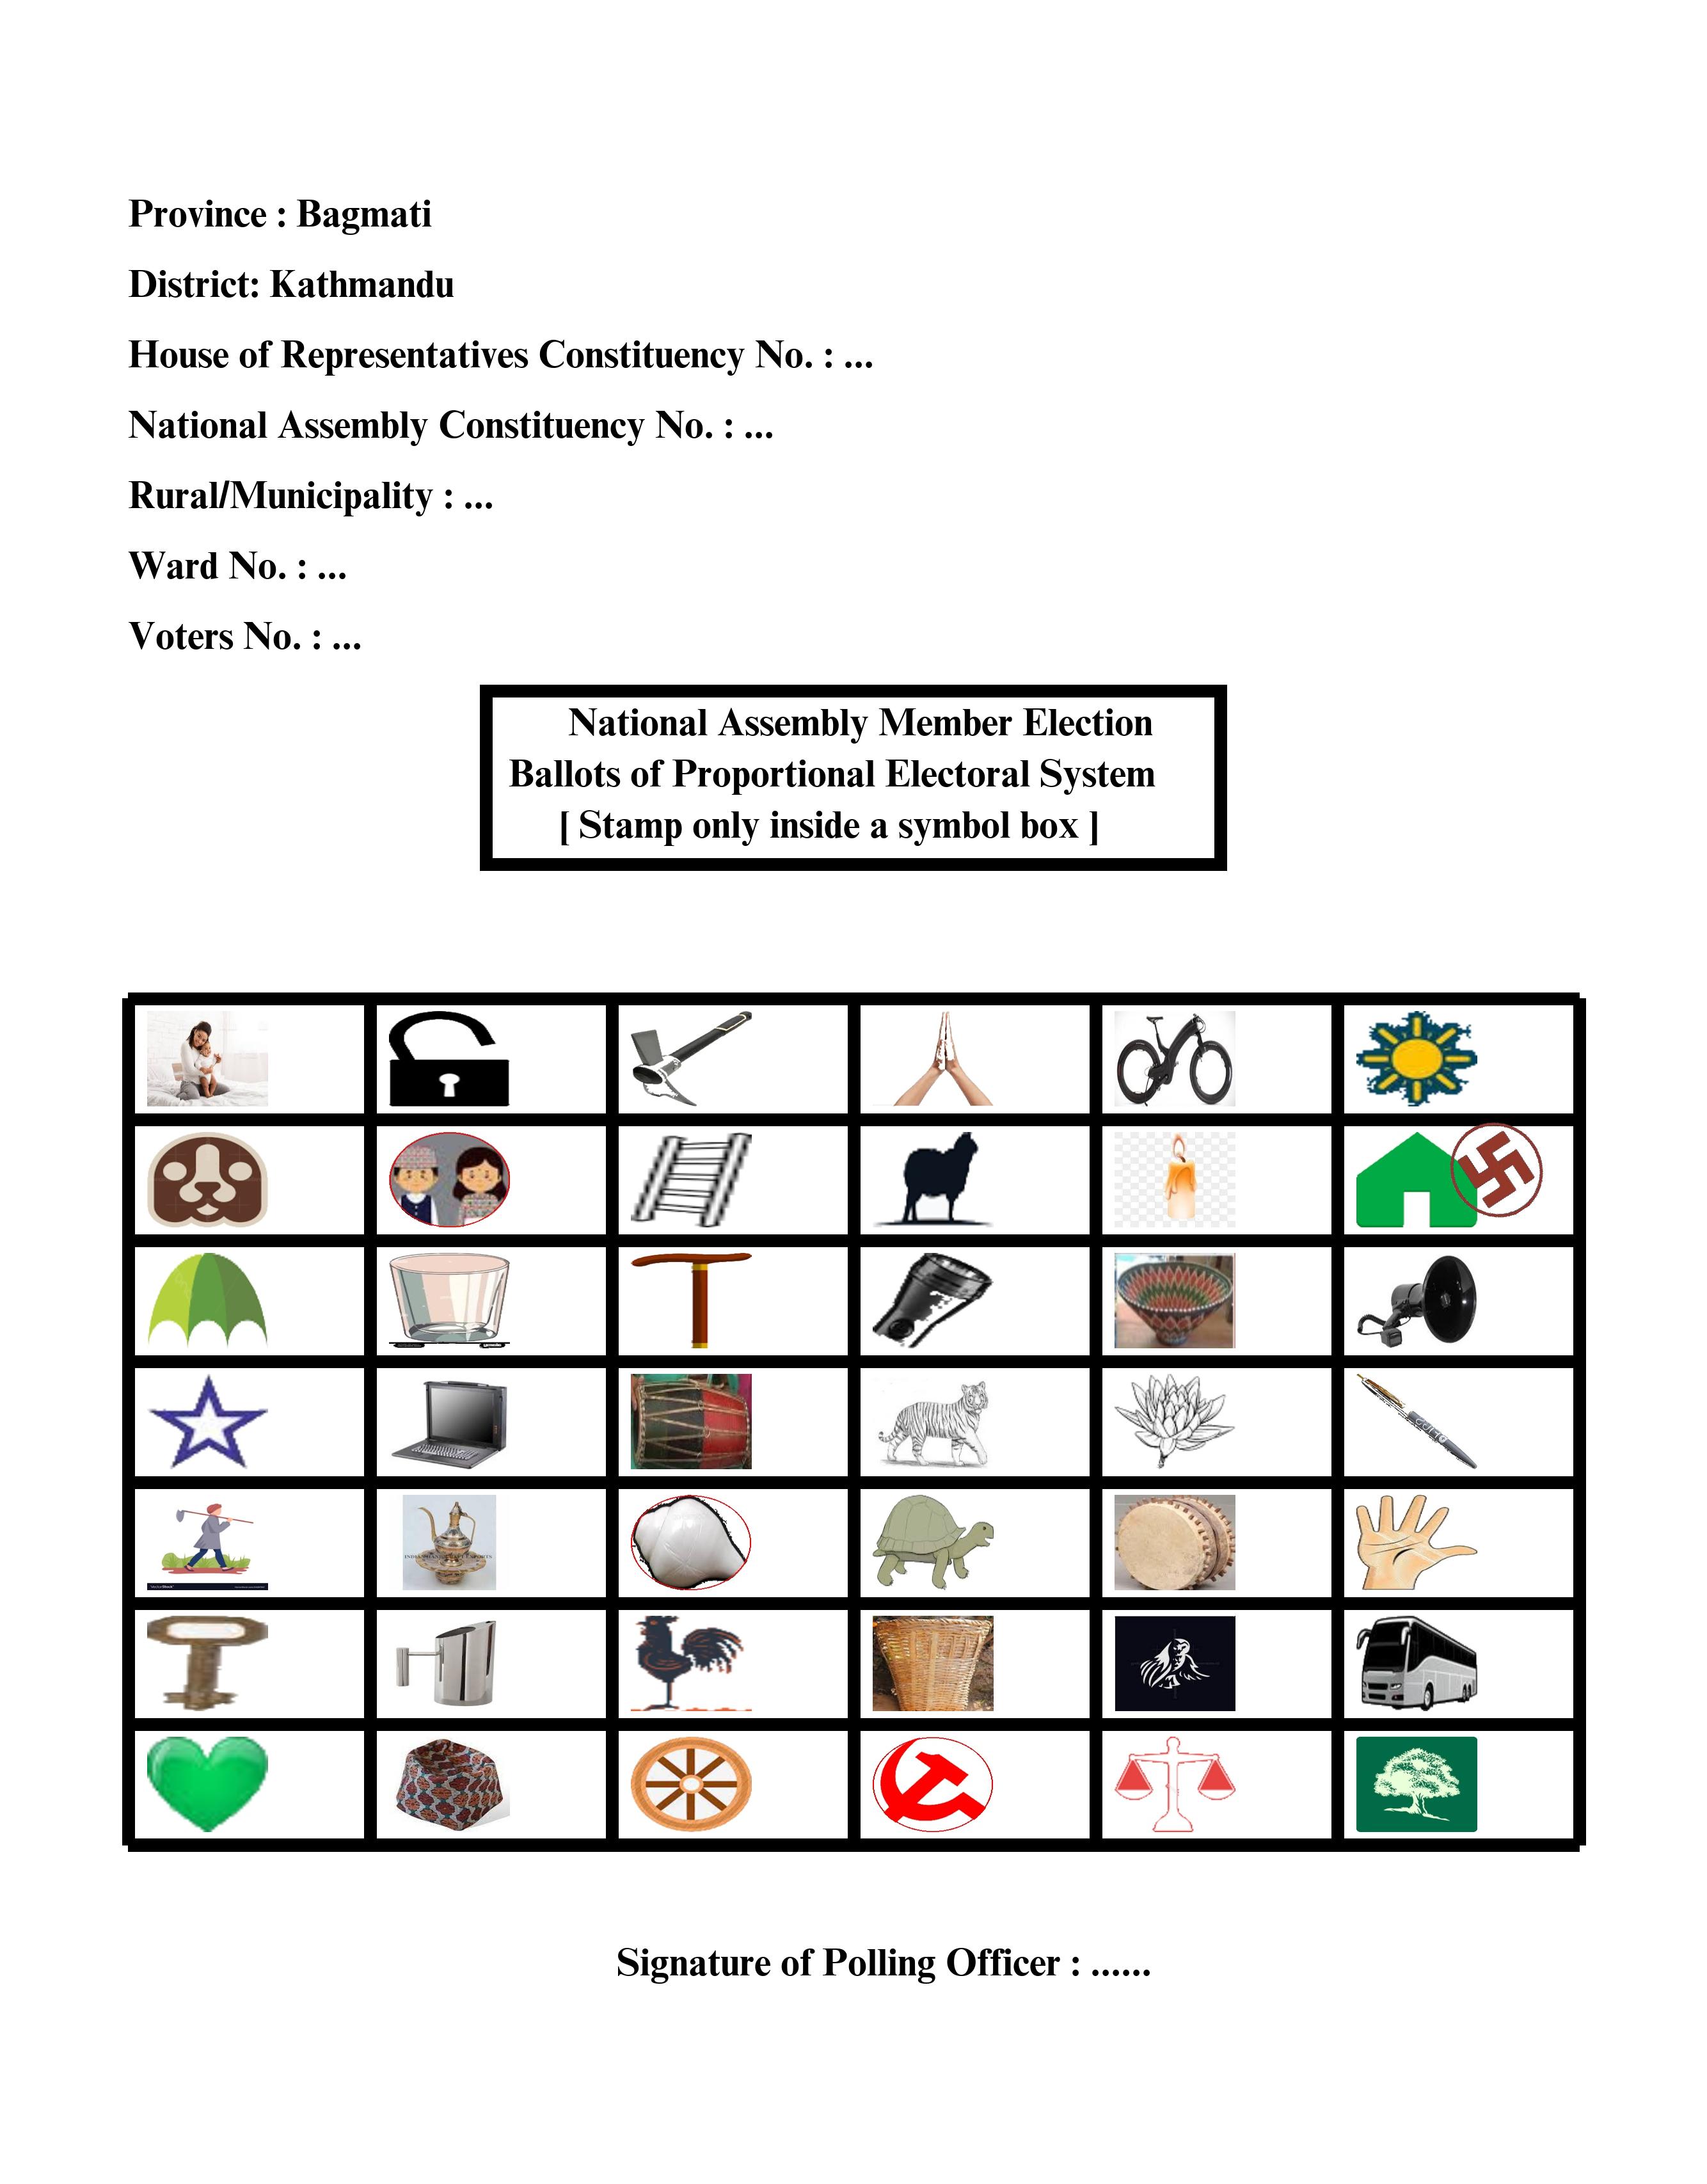 Province : Bagmati
District: Kathmandu
House of Representatives Constituency No. : ...
National Assembly Constituency No. : ...
Rural/Municipality : ...
Ward No. : ...
Voters No. : ...
National Assembly Member Election
Ballots of Proportional Electoral System
[ Stamp only inside a symbol box ]
Signature of Polling Officer : ......